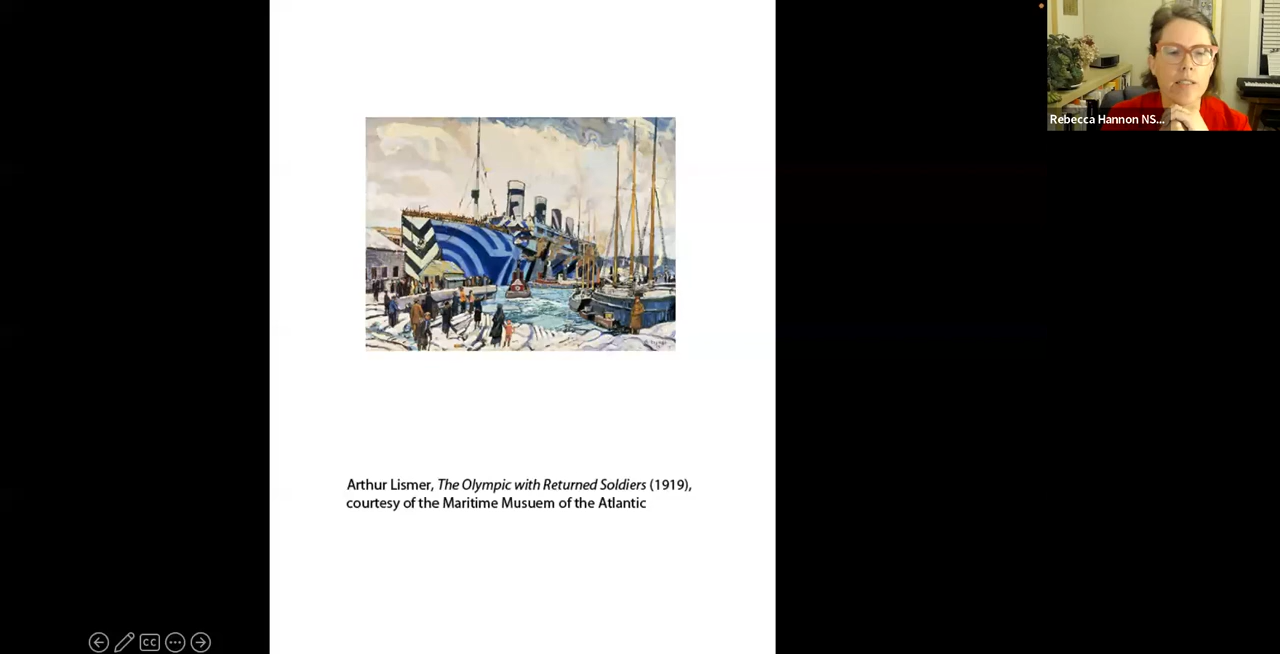 Rebecca Hannon NS...
Arthur Lismer, The Olympic with Returned Soldiers (1919),
courtesy of the Maritime Musuem of the Atlantic
CC